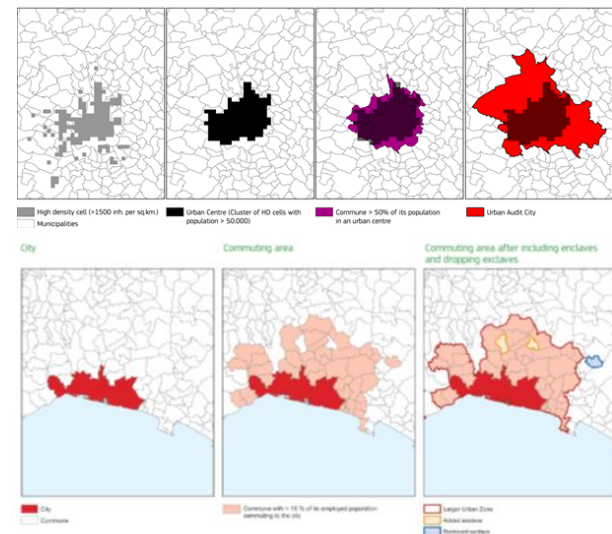 High density cell (>1500 inh. per sq.km.)
Municipalities
Urban Centre (Cluster of HD cells with
population > 50.000)
Commune > 50% of its population
in an urban centre
Urban Audit City
City
Commuting area
Commuting area after including enclaves
and dropping exclaves
City
Commune
Commune with > 15 % of its employed population
commuting to the city
Larger Urban Zone
Added enclave
Removed exclave